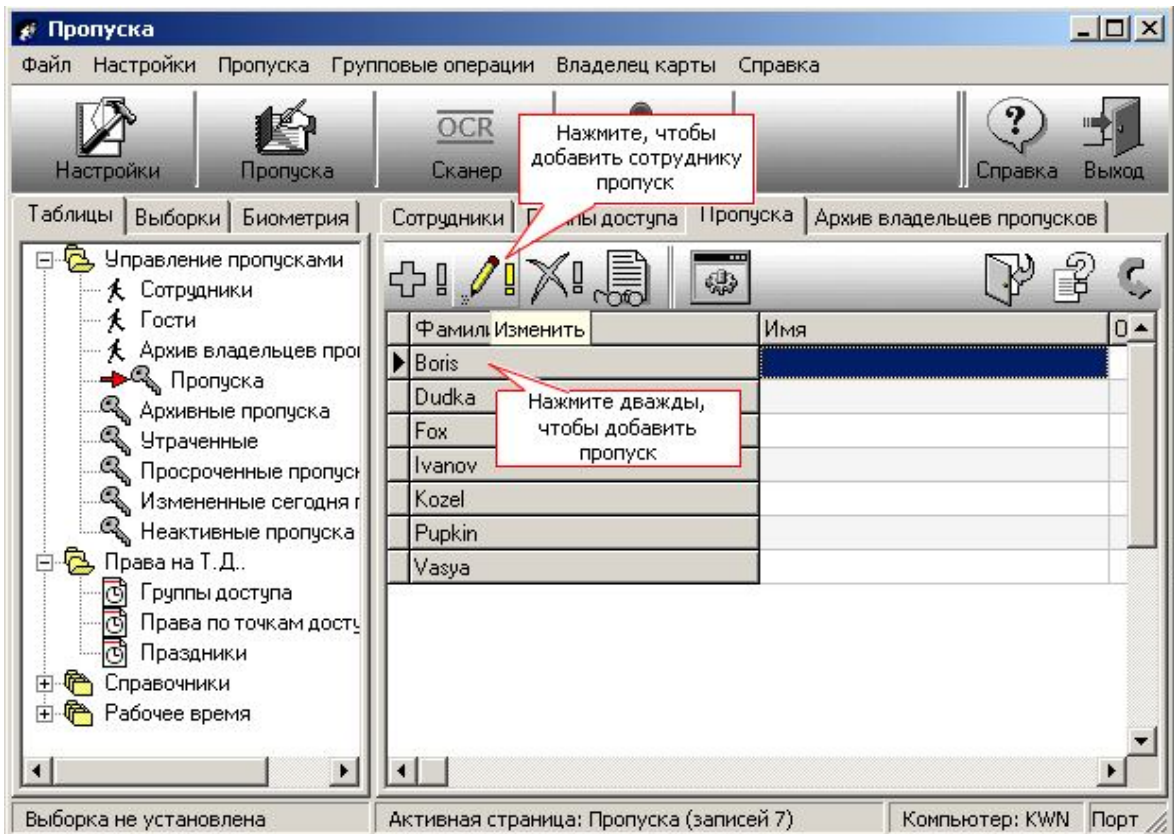 Пропуска
Файл Настройки Пропуска Групповые операции Владелец карты Справка
Настройки Пропуска OCR Сканер Справка Выход
Нажмите, чтобы
добавить сотруднику
пропуск
Таблицы Выборки Биометрия
Сотрудники доступа Пропуска Архив владельцев пропусков
Управление пропусками
Сотрудники
Гости
Архив владельцев про
Пропуска
Архивные пропуска
Утраченные
Просроченные пропуск
Измененные сегодня п
Неактивные пропуска
Права на Т.Д..
Группы доступа
Права по точкам досту
Праздники
Справочники
Рабочее время
Фамили Изменить Имя О
Boris
Dudka
Fox
Ivanov
Kozel
Pupkin
Vasya
Нажмите дважды,
чтобы добавить
пропуск
Выборка не установлена
Активная страница: Пропуска (записей 7)
Компьютер: KWN
Порт